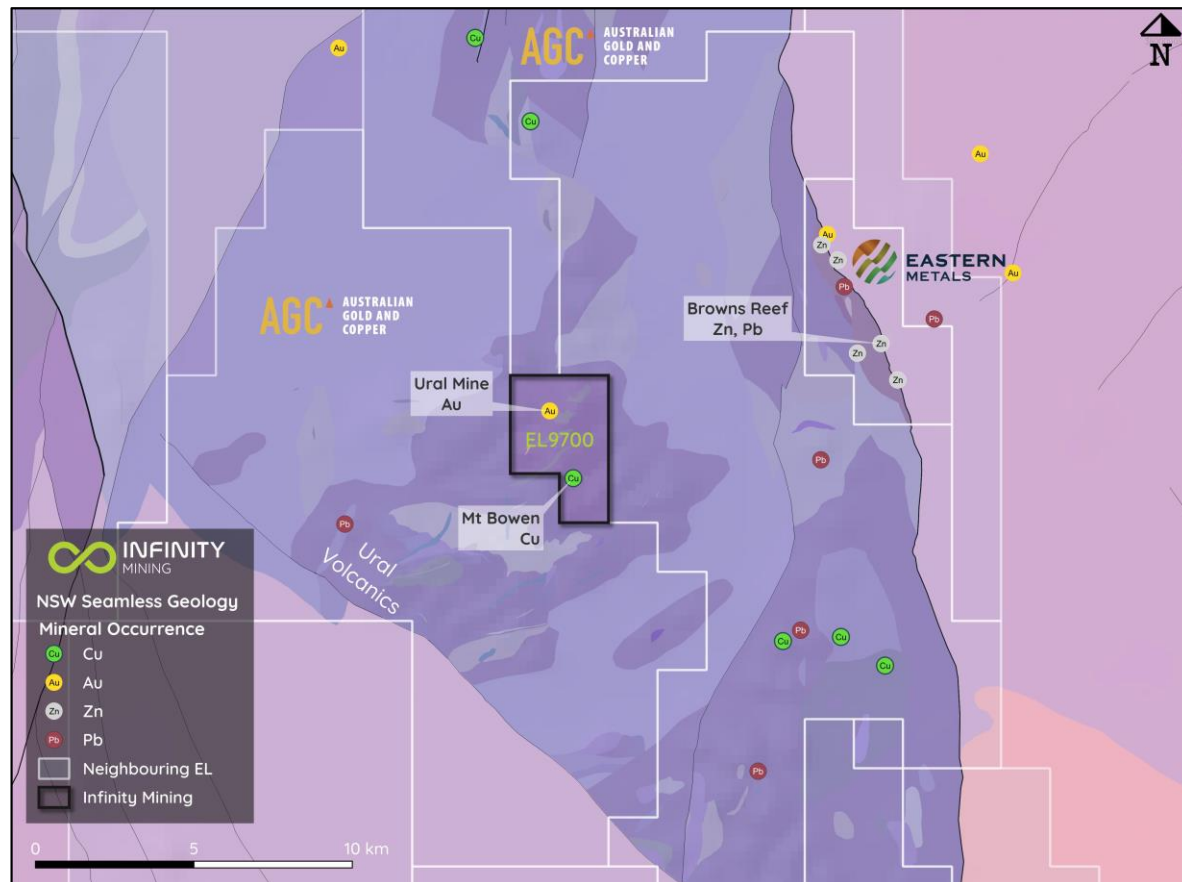 Cu
AGC
AUSTRALIAN
GOLD AND
COPPER
N
Au
Cu
Au
Au
Zn
Zn
EASTERN
METALS
Au
Pb
AGC
AUSTRALIAN
GOLD AND
COPPER
Browns Reef
Zn, Pb
Pb
Zn
Zn
Zn
Ural Mine
Au
Au
EL9700
Pb
Cu
Mt Bowen
Cu
Pb
Ural
Volcanics
INFINITY
MINING
NSW Seamless Geology
Mineral Occurrence
Cu Cu
Au Au
Zn Zn
Pb Pb
Neighbouring EL
Infinity Mining
Pb
Cu
Cu
Cu
Pb
0 5 10 km